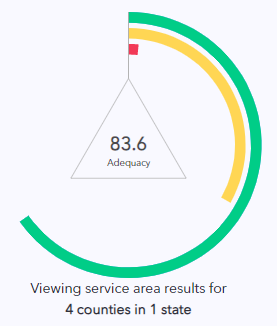 83.6
Adequacy
Viewing service area results for
4 counties in 1 state